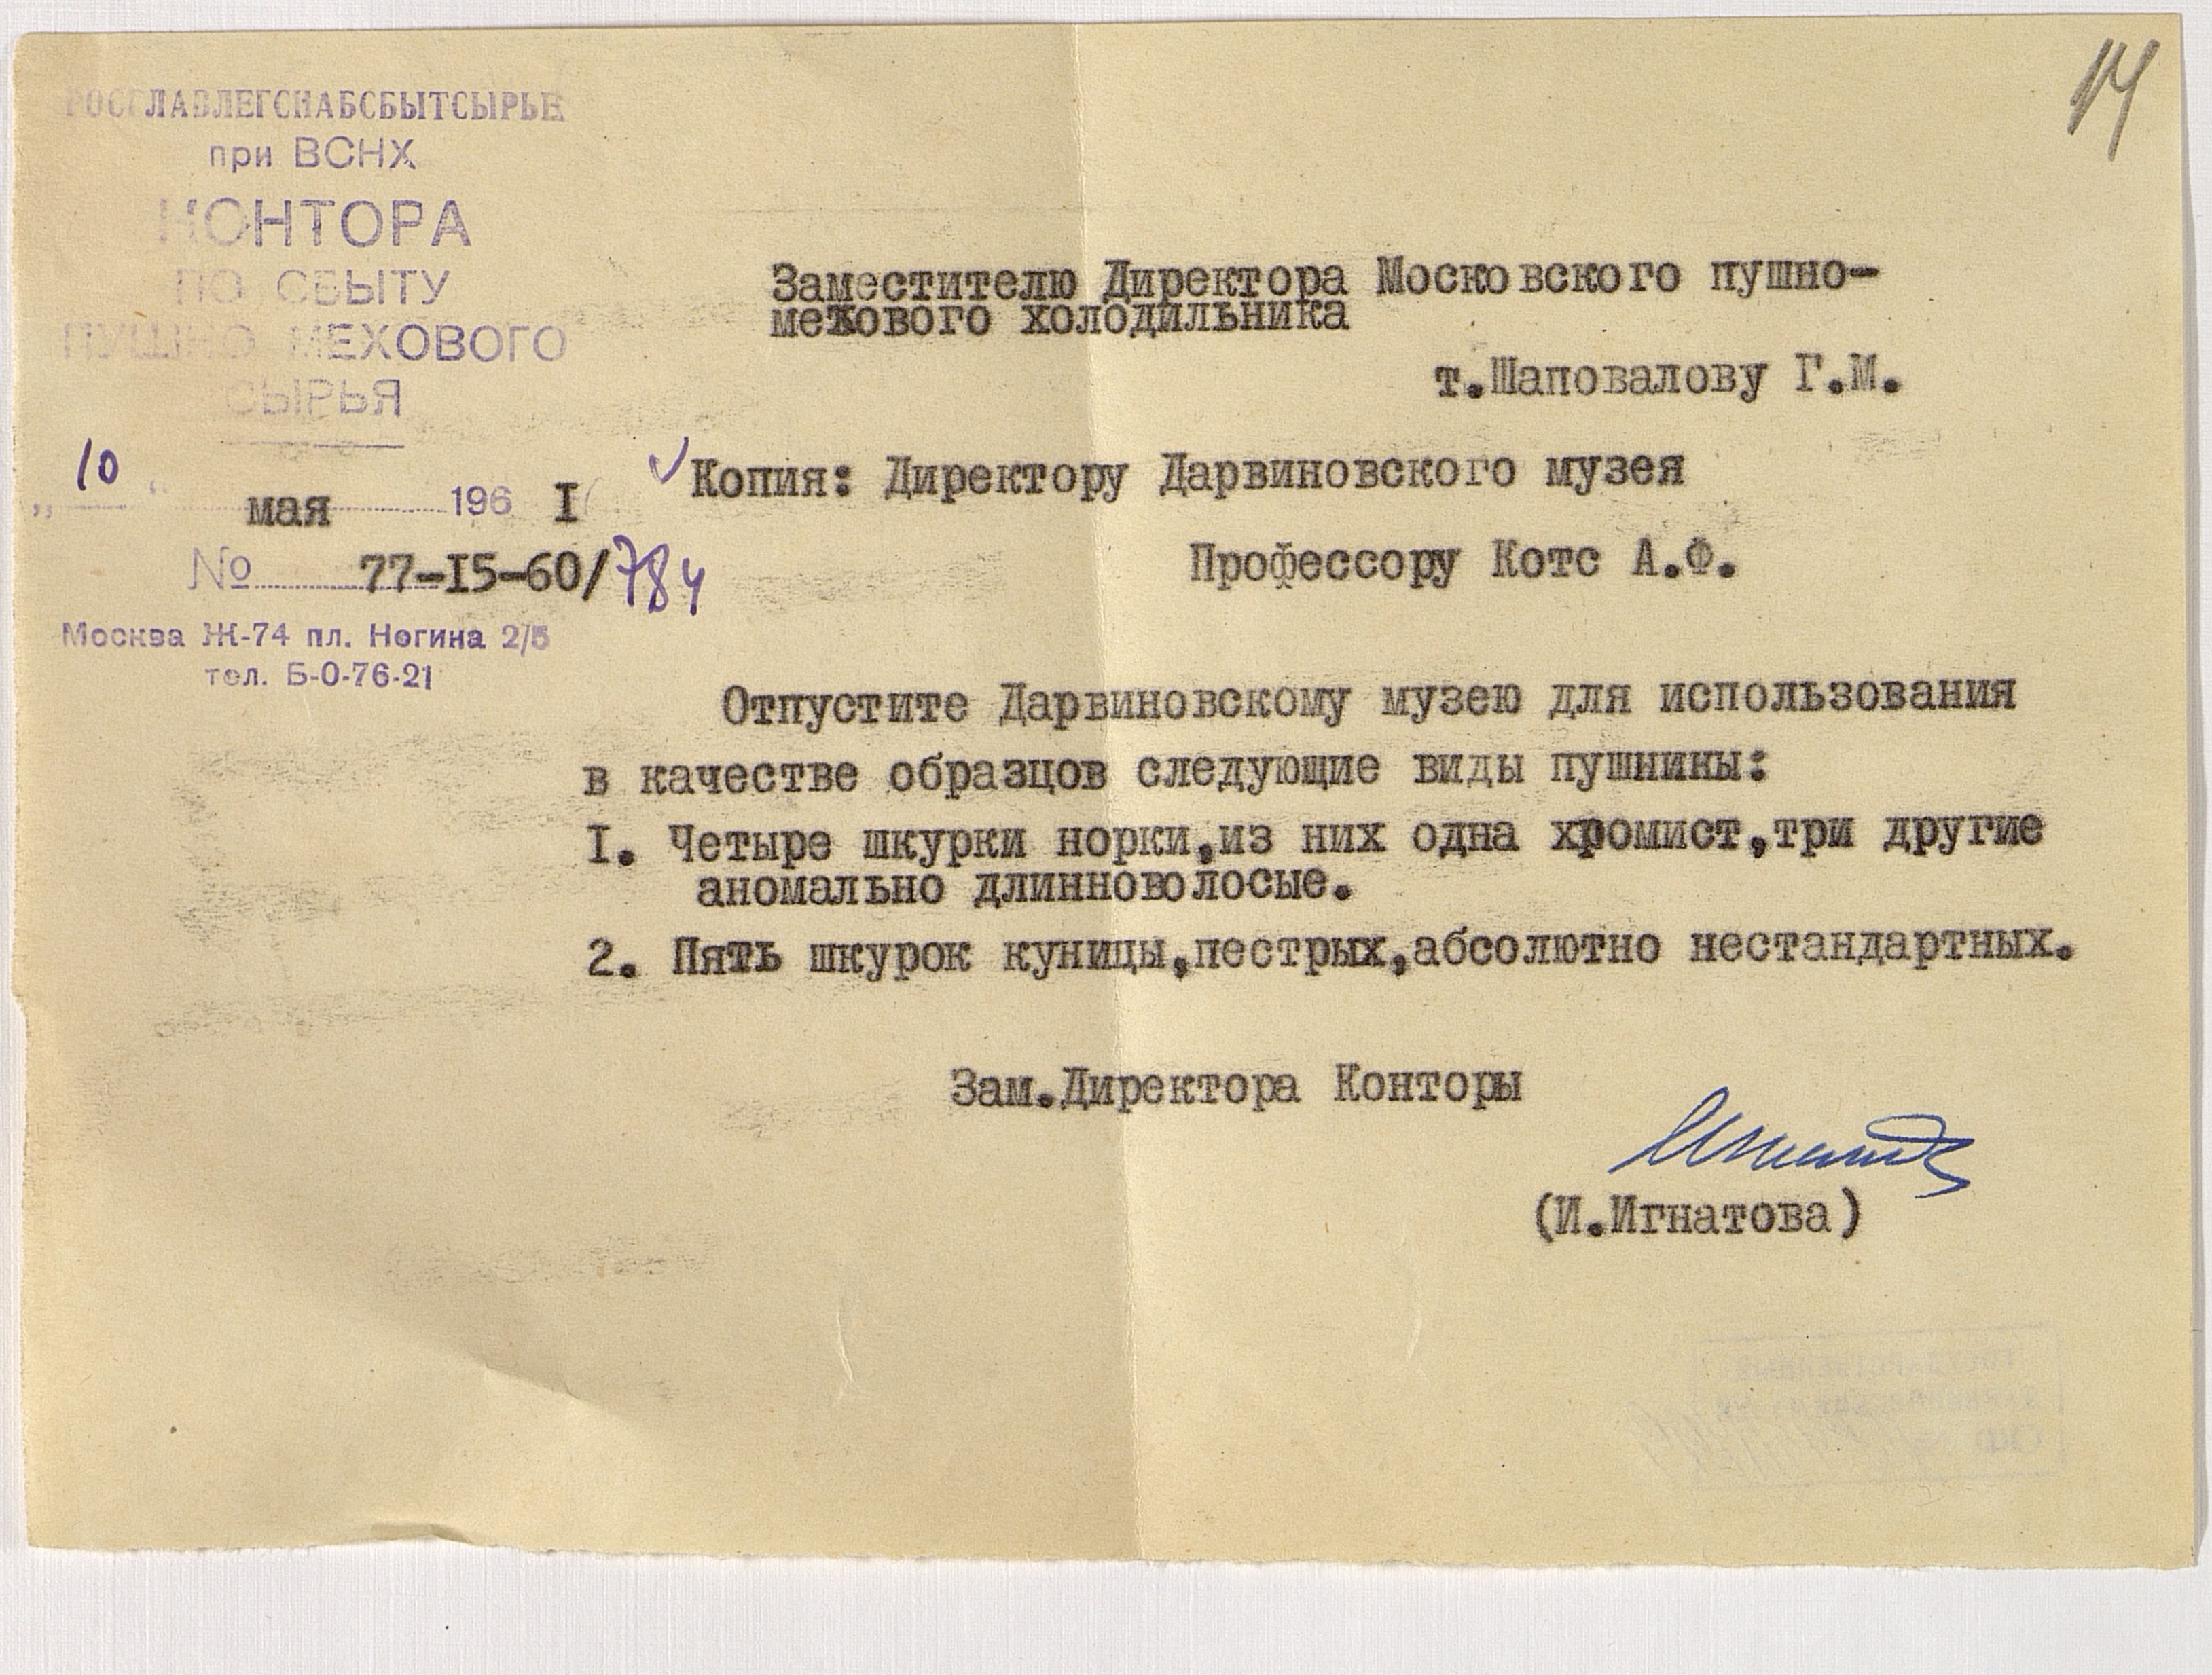 14
РОСГЛАВЛЕГСНАБСБЫТСЫРЬЕ
при ВСНХ
КОНТОРА
ПО СБЫТУ
ПУШНО МЕХОВОГО
СЫРЬЯ
„ 10 " мая 196 I
№ 77-I5-60/784
Москва Ж-74 пл. Ногина 2/5
тел. Б-0-76-21
Заместителю Директора Московского пушно-
мехового холодильника
т.Шаповалову Г.М.
Копия: Директору Дарвиновского музея
Профессору Котс А.Ф.
Отпустите Дарвиновскому музею для использования
в качестве образцов следующие виды пушнины:
I. Четыре шкурки норки,из них одна хромист,три другие
аномально длинноволосые.
2. Пять шкурок куницы,пестрых,абсолютно нестандартных.
Зам.Директора Конторы
(И.Игнатова)